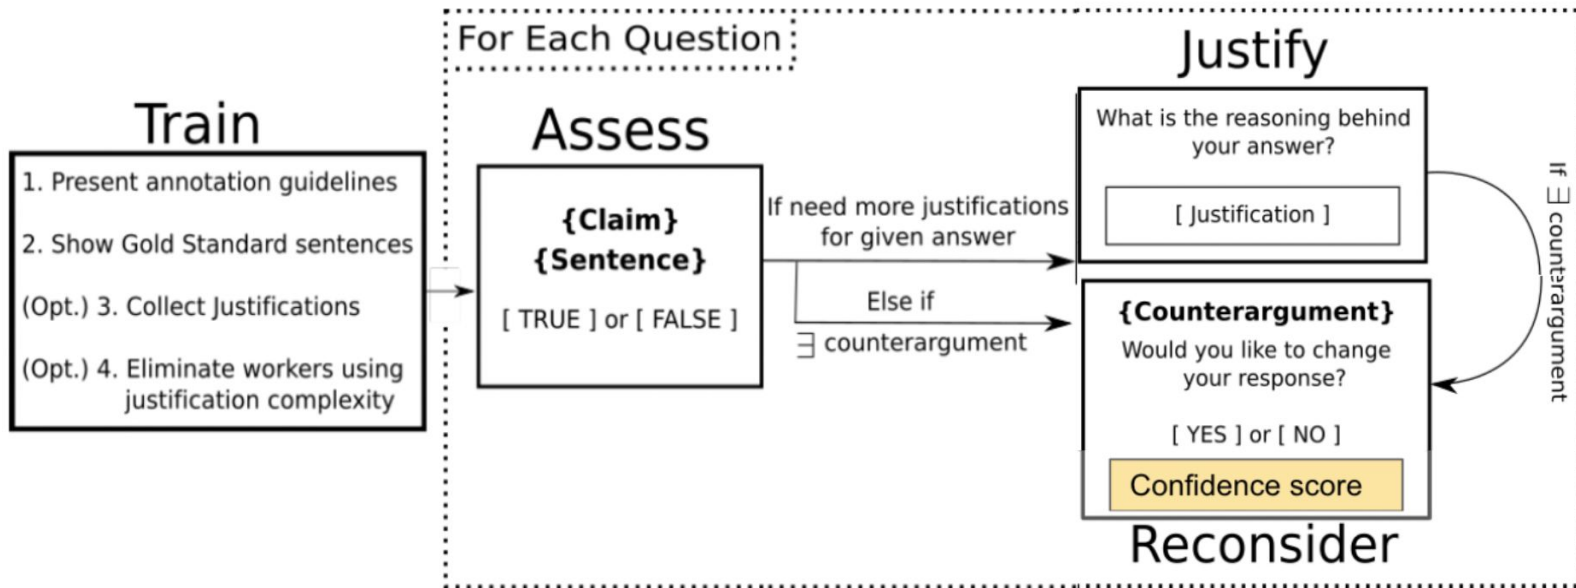 For Each Question
Train
1. Present annotation guidelines
2. Show Gold Standard sentences
(Opt.) 3. Collect Justifications
(Opt.) 4. Eliminate workers using
justification complexity
Assess
{Claim}
{Sentence}
[ TRUE ] or [ FALSE ]
If need more justifications
for given answer
Else if
∃ counterargument
Justify
What is the reasoning behind
your answer?
[ Justification ]
If ∃ counterargument
{Counterargument}
Would you like to change
your response?
[ YES ] or [ NO ]
Confidence score
Reconsider